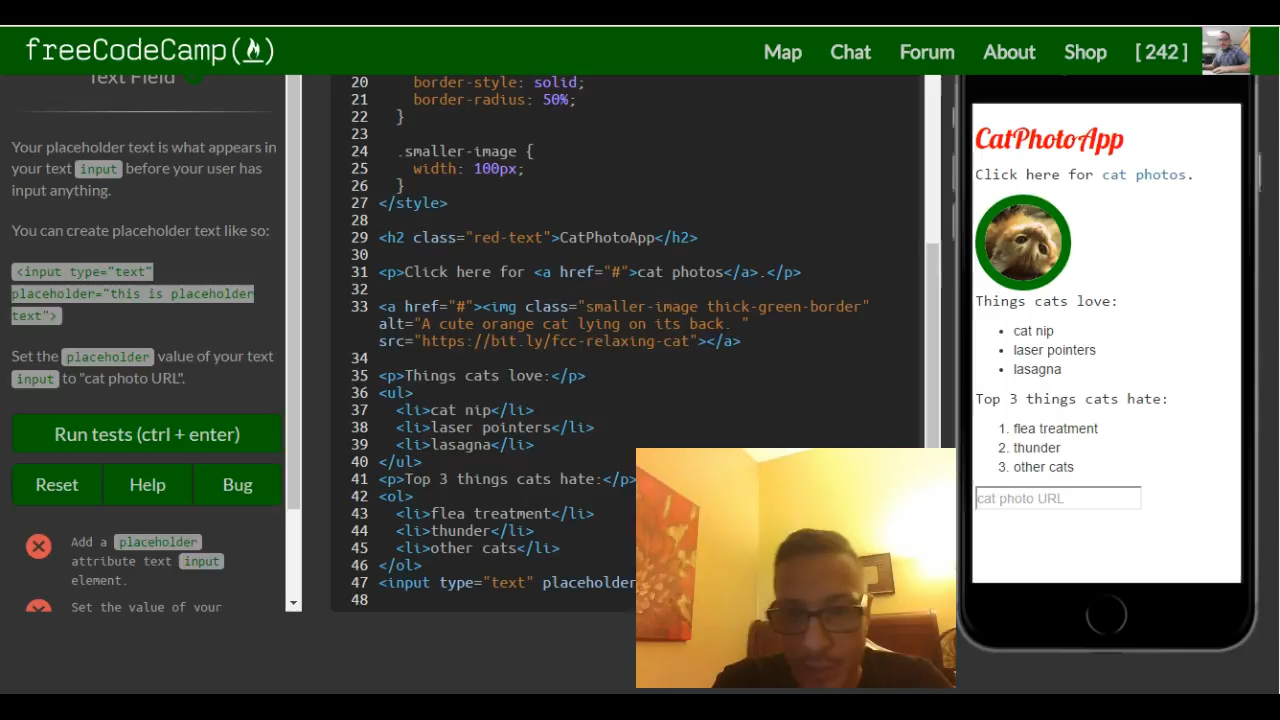 freeCodeCamp(🔥)
Map Chat Forum About Shop [ 242 ]
Text Field
Your placeholder text is what appears in
your text input before your user has
input anything.
You can create placeholder text like so:
<input type="text"
placeholder="this is placeholder
text">
Set the placeholder value of your text
input to "cat photo URL".
Run tests (ctrl + enter)
Reset Help Bug
Add a placeholder
attribute text input
element.
Set the value of your
20 border-style: solid;
21 border-radius: 50%;
22 }
23
24 .smaller-image {
25 width: 100px;
26 }
27 </style>
28
29 <h2 class="red-text">CatPhotoApp</h2>
30
31 <p>Click here for <a href="#">cat photos</a>.</p>
32
33 <a href="#"><img class="smaller-image thick-green-border"
alt="A cute orange cat lying on its back. "
src="https://bit.ly/fcc-relaxing-cat"></a>
34
35 <p>Things cats love:</p>
36 <ul>
37 <li>cat nip</li>
38 <li>laser pointers</li>
39 <li>lasagna</li>
40 </ul>
41 <p>Top 3 things cats hate:</p>
42 <ol>
43 <li>flea treatment</li>
44 <li>thunder</li>
45 <li>other cats</li>
46 </ol>
47 <input type="text" placeholder
48
CatPhotoApp
Click here for cat photos.
Things cats love:
• cat nip
• laser pointers
• lasagna
Top 3 things cats hate:
1. flea treatment
2. thunder
3. other cats
cat photo URL